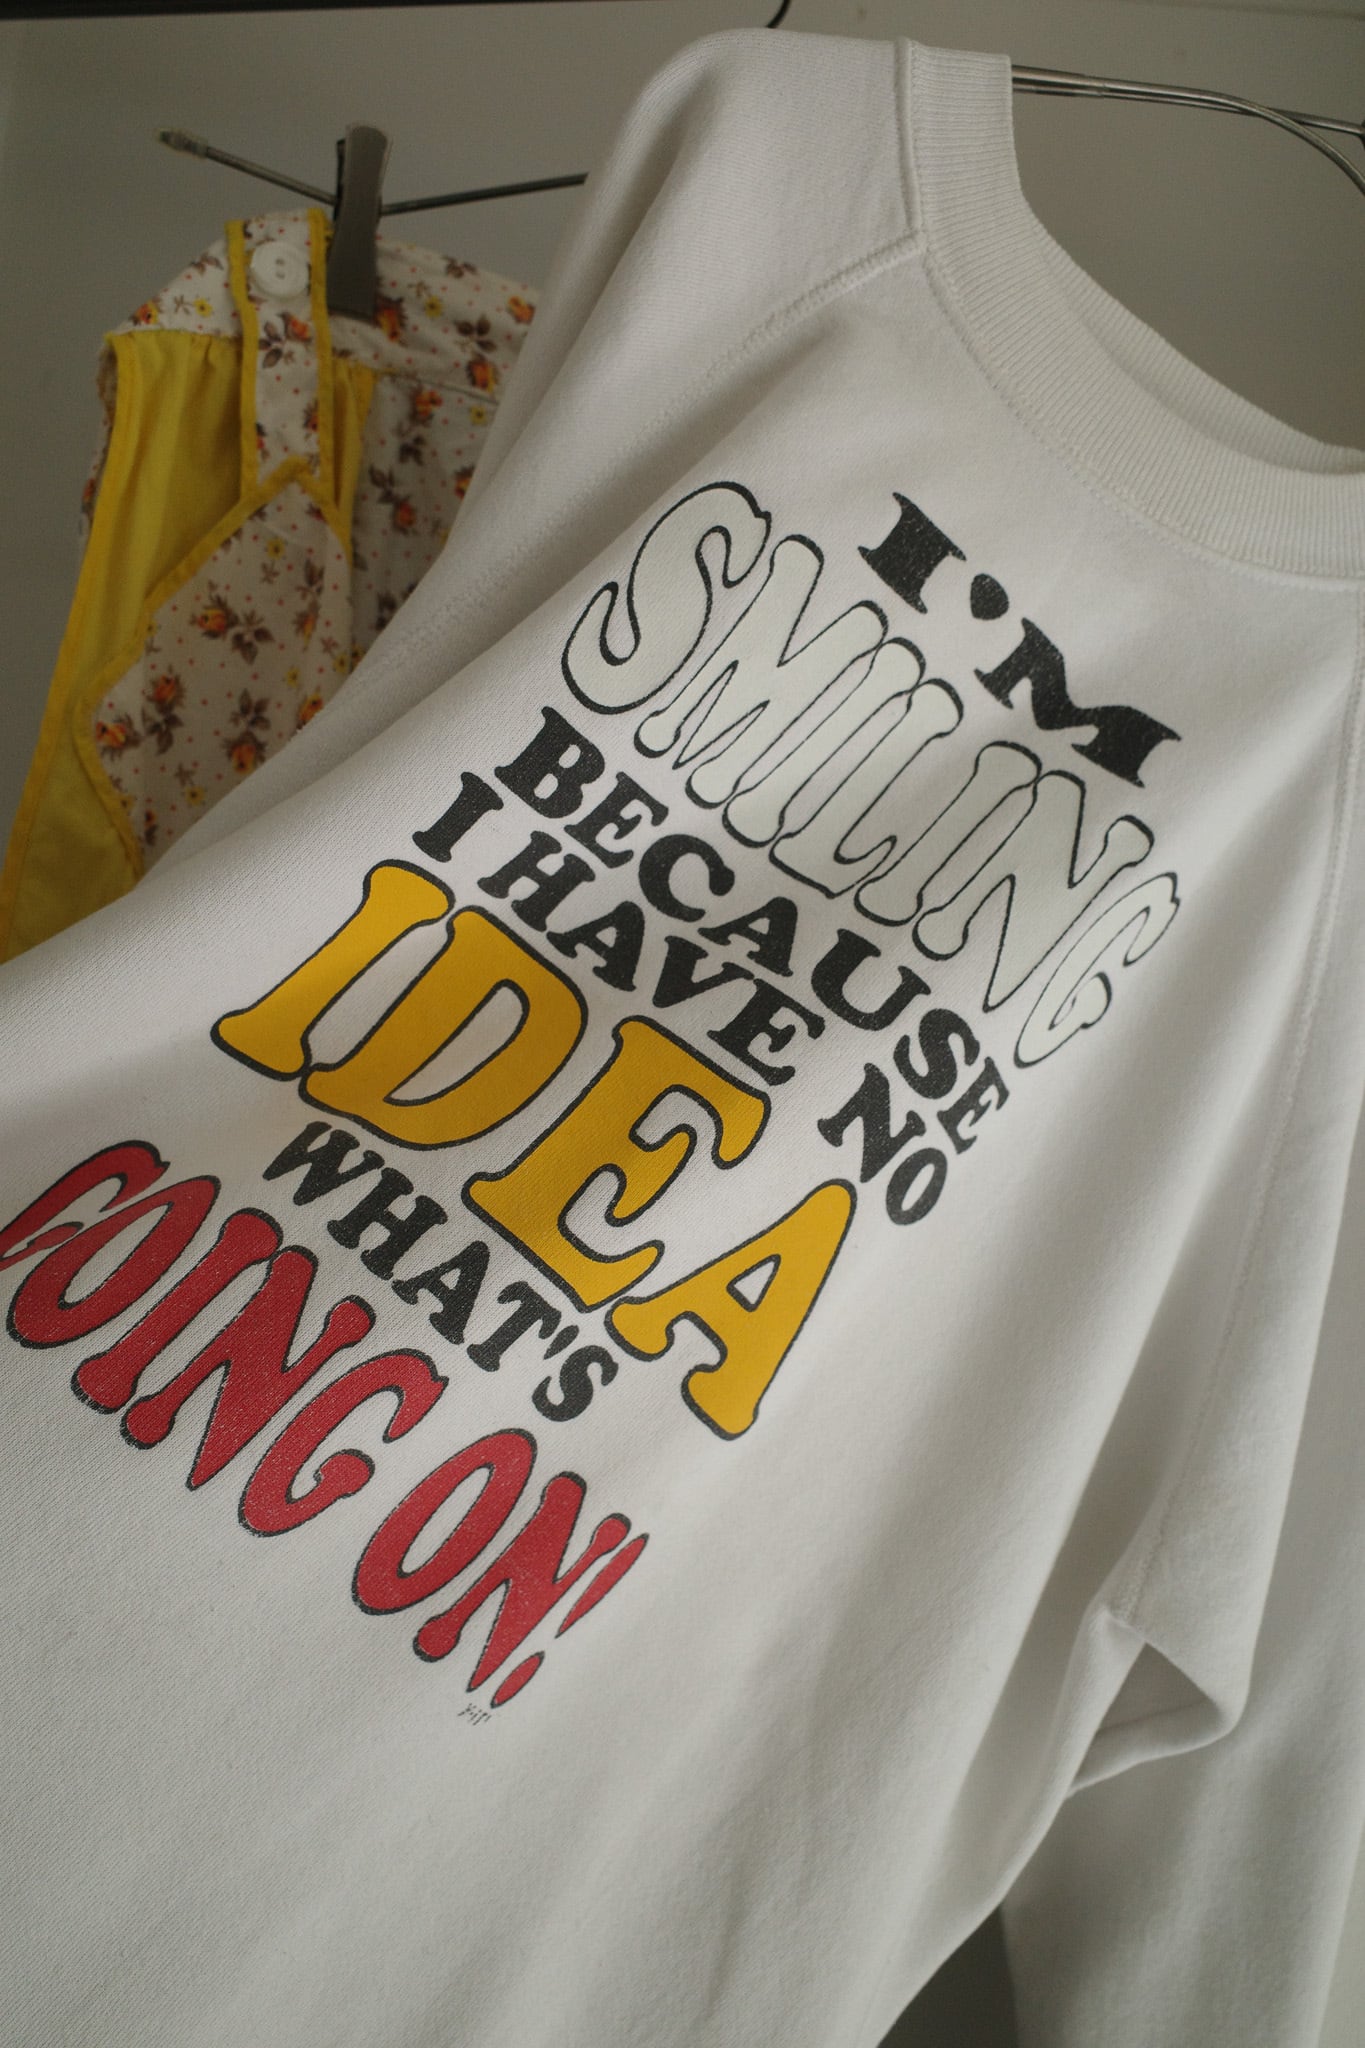 I'M
SMILING
BECAUSE
I HAVE NO
IDEA
WHAT'S
GOING ON!